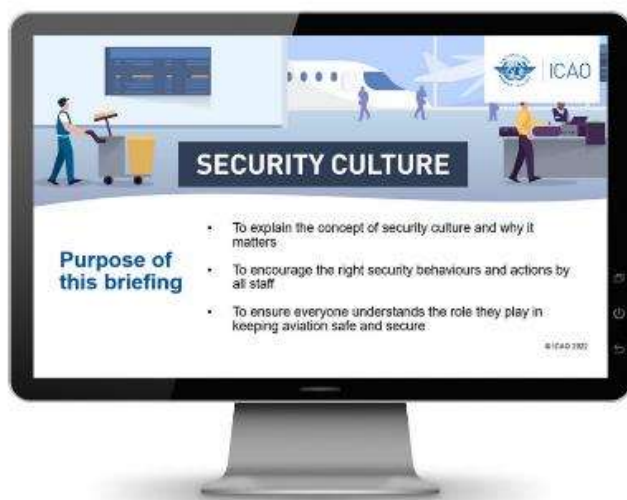 ICAO
SECURITY CULTURE
Purpose of
this briefing
• To explain the concept of security culture and why it
matters
• To encourage the right security behaviours and actions by
all staff
• To ensure everyone understands the role they play in
keeping aviation safe and secure
© ICAO 2022